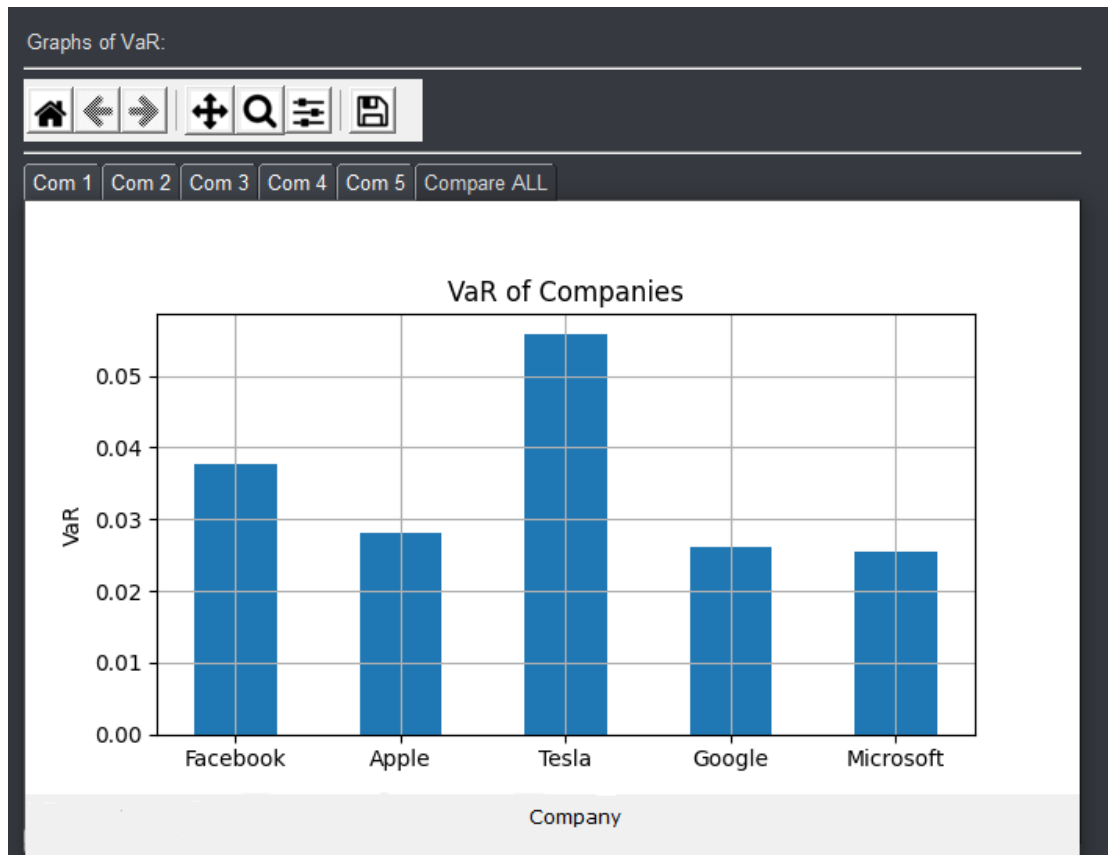 Graphs of VaR:
Com 1 Com 2 Com 3 Com 4 Com 5 Compare ALL
VaR of Companies
0.05
0.04
0.03
0.02
0.01
0.00
VaR
Facebook Apple Tesla Google Microsoft
Company